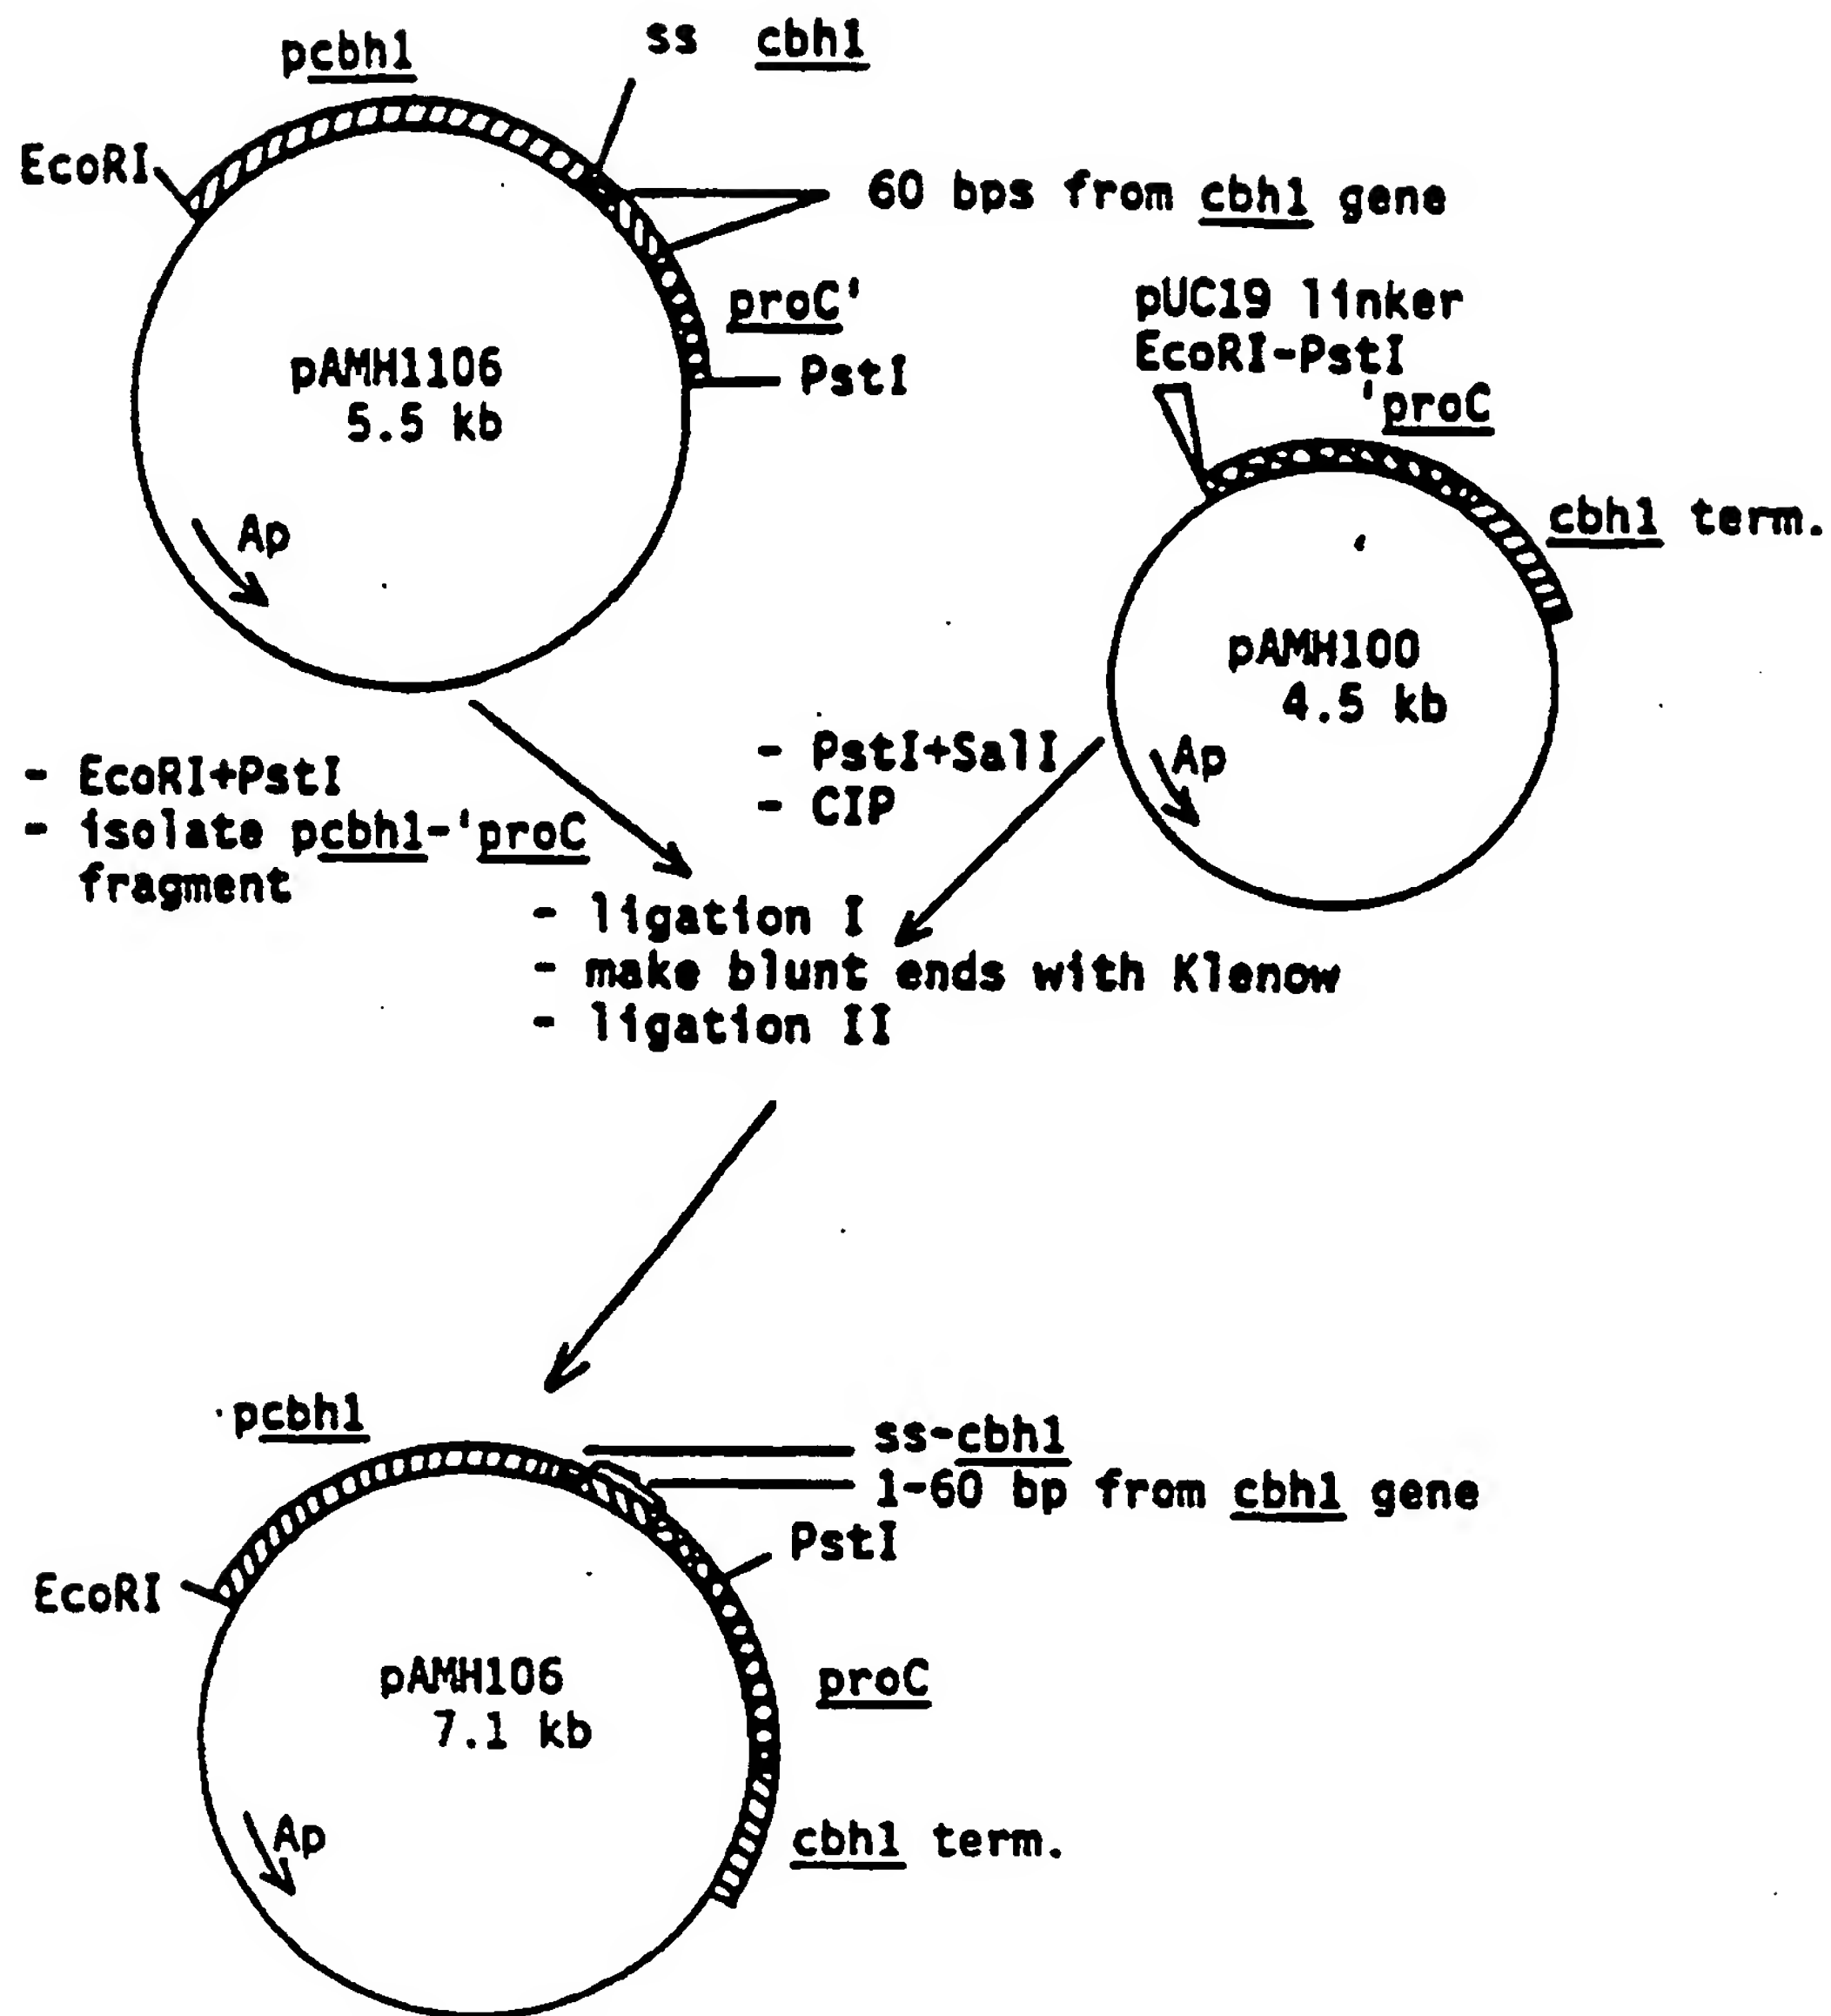 pcbh1
ss cbh1
EcoRI
60 bps from cbh1 gene
proC'
PstI
pAMH1106
5.5 kb
Ap
pUC19 linker
EcoRI-PstI
'proC
cbh1 term.
pAMH100
4.5 kb
Ap
- EcoRI+PstI
- isolate pcbh1-'proC
fragment
- PstI+SalI
- CIP
- ligation I
- make blunt ends with Klenow
- ligation II
pcbh1
ss-cbh1
1-60 bp from cbh1 gene
PstI
EcoRI
pAMH106
7.1 kb
proC
Ap
cbh1 term.